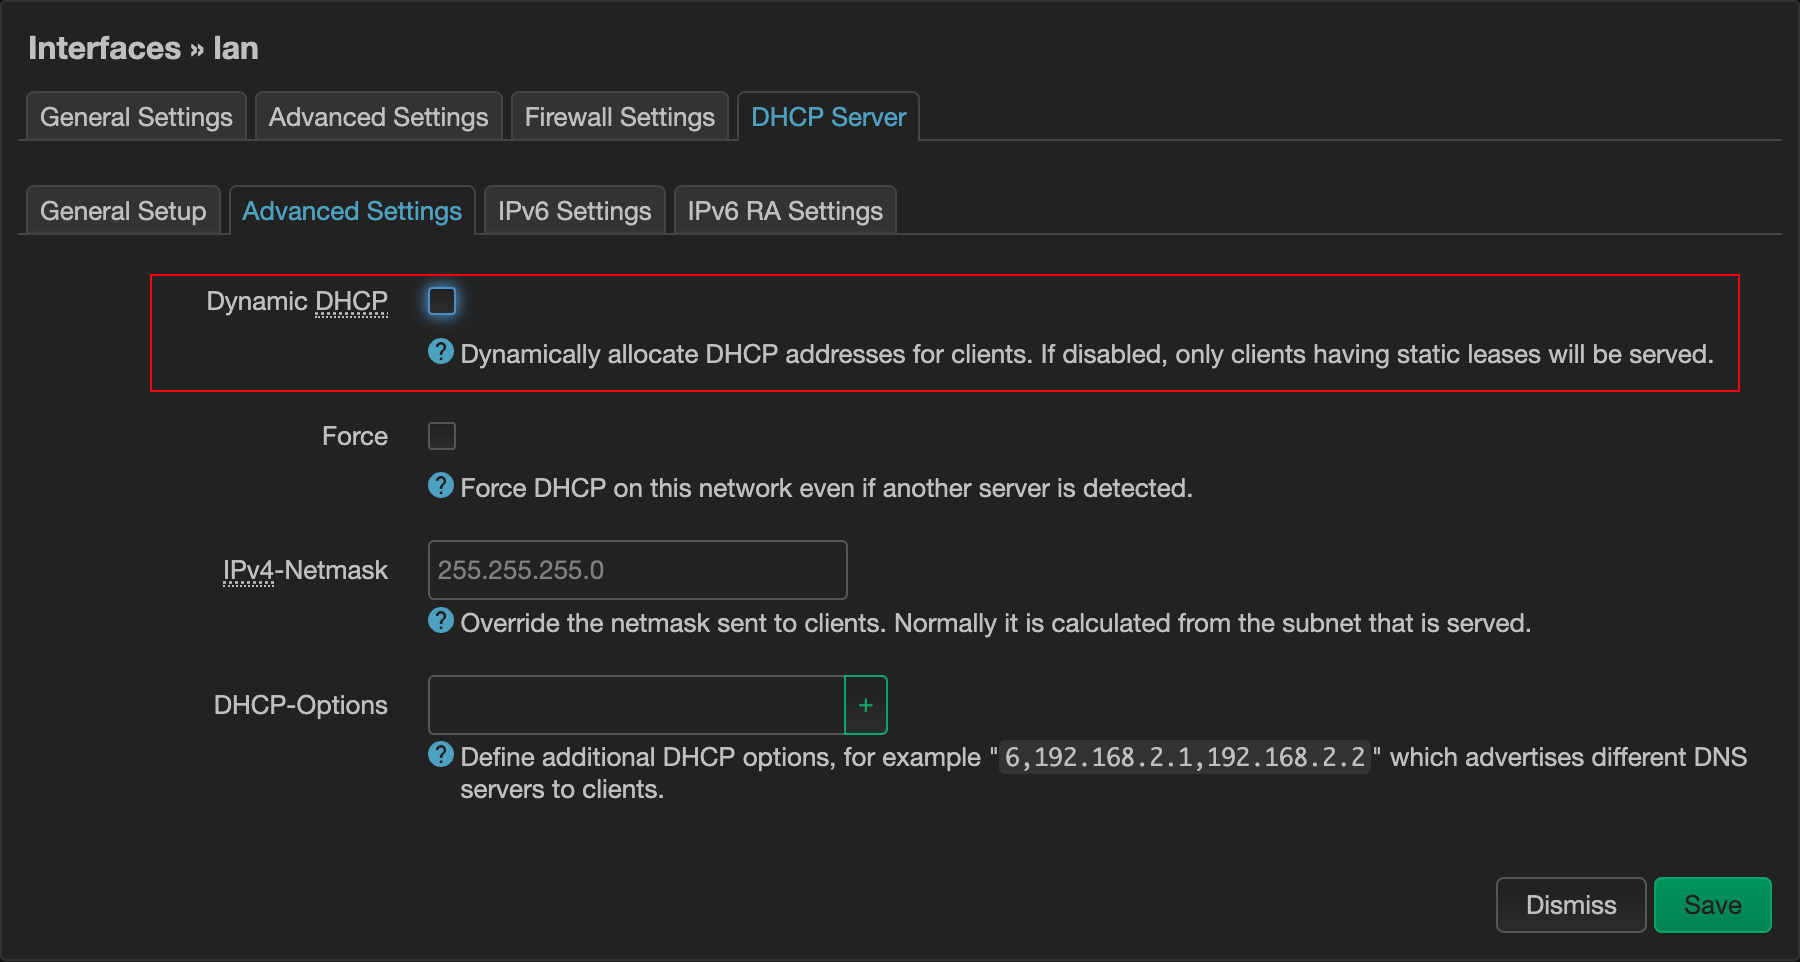 Interfaces » lan
General Settings Advanced Settings Firewall Settings DHCP Server
General Setup Advanced Settings IPv6 Settings IPv6 RA Settings
Dynamic DHCP
? Dynamically allocate DHCP addresses for clients. If disabled, only clients having static leases will be served.
Force
? Force DHCP on this network even if another server is detected.
IPv4-Netmask 255.255.255.0
? Override the netmask sent to clients. Normally it is calculated from the subnet that is served.
DHCP-Options +
? Define additional DHCP options, for example "6,192.168.2.1,192.168.2.2" which advertises different DNS
servers to clients.
Dismiss Save